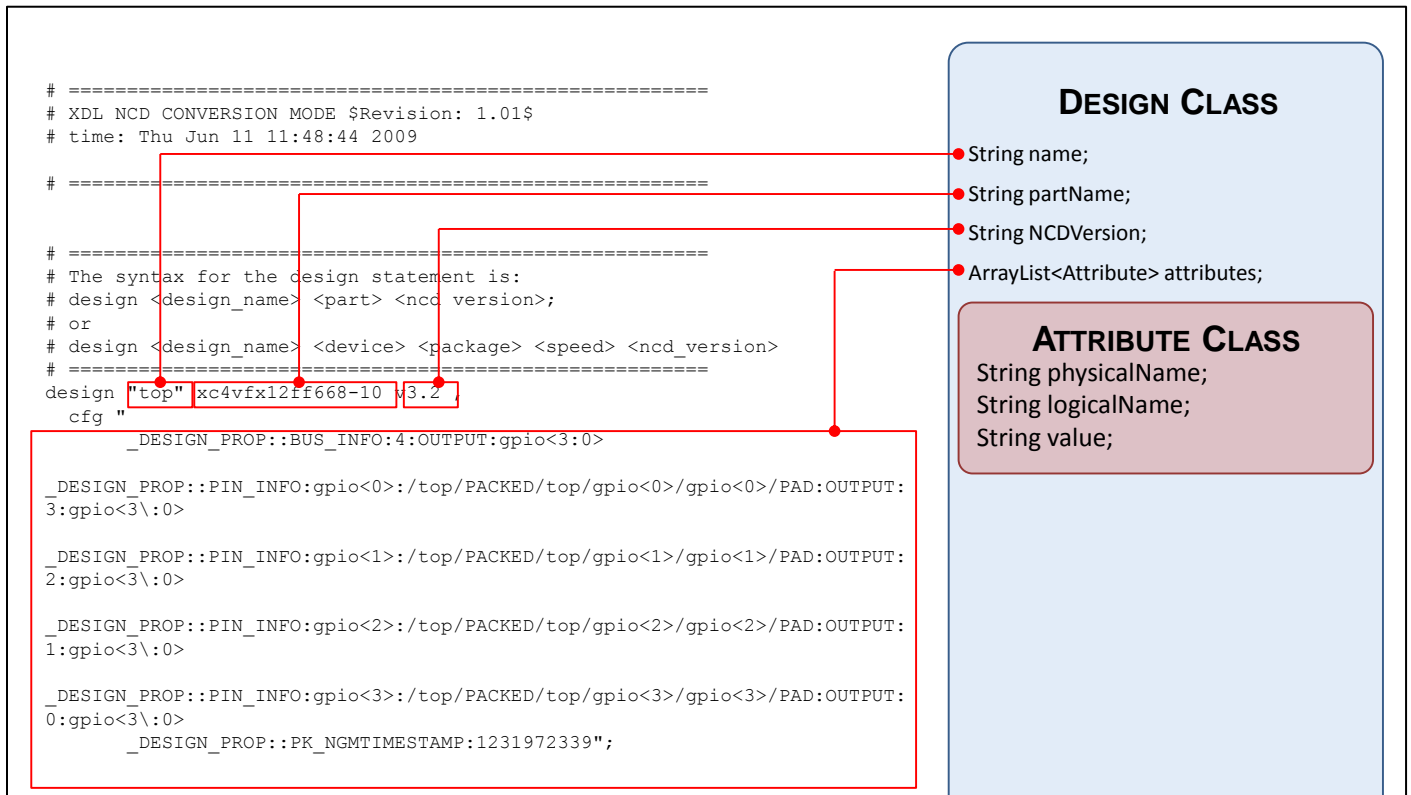 # =======================================================
# XDL NCD CONVERSION MODE $Revision: 1.01$
# time: Thu Jun 11 11:48:44 2009
# =======================================================
# =======================================================
# The syntax for the design statement is:
# design <design_name> <part> <ncd version>;
# or
# design <design_name> <device> <package> <speed> <ncd_version>
# =======================================================
design "top" xc4vfx12ff668-10 v3.2 ,
cfg "
_DESIGN_PROP::BUS_INFO:4:OUTPUT:gpio<3:0>
_DESIGN_PROP::PIN_INFO:gpio<0>:/top/PACKED/top/gpio<0>/gpio<0>/PAD:OUTPUT:
3:gpio<3\:0>
_DESIGN_PROP::PIN_INFO:gpio<1>:/top/PACKED/top/gpio<1>/gpio<1>/PAD:OUTPUT:
2:gpio<3\:0>
_DESIGN_PROP::PIN_INFO:gpio<2>:/top/PACKED/top/gpio<2>/gpio<2>/PAD:OUTPUT:
1:gpio<3\:0>
_DESIGN_PROP::PIN_INFO:gpio<3>:/top/PACKED/top/gpio<3>/gpio<3>/PAD:OUTPUT:
0:gpio<3\:0>
_DESIGN_PROP::PK_NGMTIMESTAMP:1231972339";
DESIGN CLASS
String name;
String partName;
String NCDVersion;
ArrayList<Attribute> attributes;
ATTRIBUTE CLASS
String physicalName;
String logicalName;
String value;